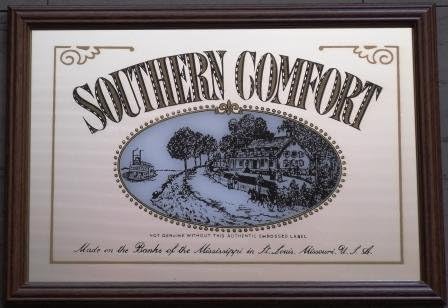 SOUTHERN COMFORT
NOT GENUINE WITHOUT THIS AUTHENTIC EMBOSSED LABEL
Made on the Banks of the Mississippi in St. Louis, Missouri, U.S.A.